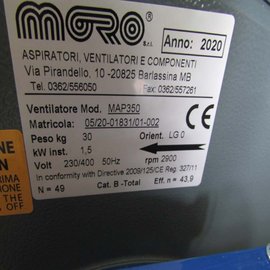 MORO s.r.l.
Anno: 2020
ASPIRATORI, VENTILATORI E COMPONENTI
Via Pirandello, 10 -20825 Barlassina MB
Tel. 0362/556050 Fax. 0362/557261
Ventilatore Mod. MAP350
Matricola: 05/20-01831/01-002
Peso kg 30 Orient. LG 0
kW inst. 1,5
Volt 230/400 50Hz rpm 2900
In conformity with Directive 2009/125/CE Reg. 327/11
N = 49 Cat. B -Total Eff. n = 43,9
PRIMA